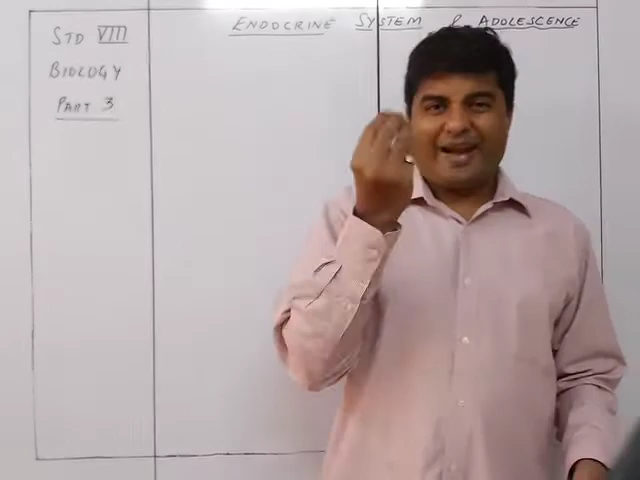 STD VIII
BIOLOGY
PART 3
ENDOCRINE SYSTEM & ADOLESCENCE